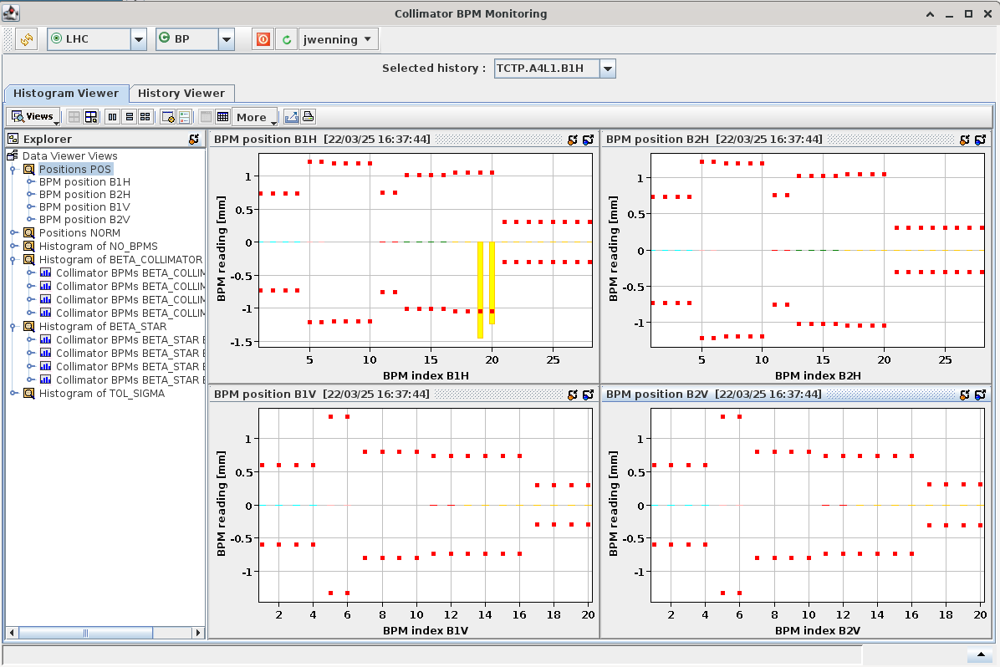 Collimator BPM Monitoring
LHC
BP
jwenning
Selected history :
TCTP.A4L1.B1H
Histogram Viewer
History Viewer
Views
More
Explorer
Data Viewer Views
Positions POS
BPM position B1H
BPM position B2H
BPM position B1V
BPM position B2V
Positions NORM
Histogram of NO_BPMS
Histogram of BETA_COLLIMATOR
Collimator BPMs BETA_COLLIM
Collimator BPMs BETA_COLLIM
Collimator BPMs BETA_COLLIM
Collimator BPMs BETA_COLLIM
Histogram of BETA_STAR
Collimator BPMs BETA_STAR
Collimator BPMs BETA_STAR
Collimator BPMs BETA_STAR
Collimator BPMs BETA_STAR
Histogram of TOL_SIGMA
BPM position B1H [22/03/25 16:37:44]
BPM reading [mm]
1
0.5
0
-0.5
-1
-1.5
5 10 15 20 25
BPM index B1H
BPM position B2H [22/03/25 16:37:44]
BPM reading [mm]
1
0.5
0
-0.5
-1
5 10 15 20 25
BPM index B2H
BPM position B1V [22/03/25 16:37:44]
BPM reading [mm]
1
0.5
0
-0.5
-1
2 4 6 8 10 12 14 16 18 20
BPM index B1V
BPM position B2V [22/03/25 16:37:44]
BPM reading [mm]
1
0.5
0
-0.5
-1
2 4 6 8 10 12 14 16 18 20
BPM index B2V